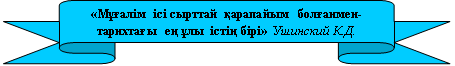 «Мұғалім ісі сырттай қарапайым болғанмен-
тарихтағы ең ұлы істің бірі» Ушинский К.Д.